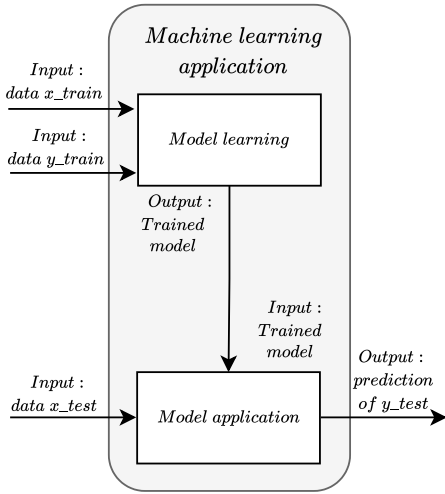 Machine learning
application
Input :
data x_train
Input :
data y_train
Model learning
Output :
Trained
model
Input :
Trained
model
Input :
data x_test
Model application
Output :
prediction
of y_test